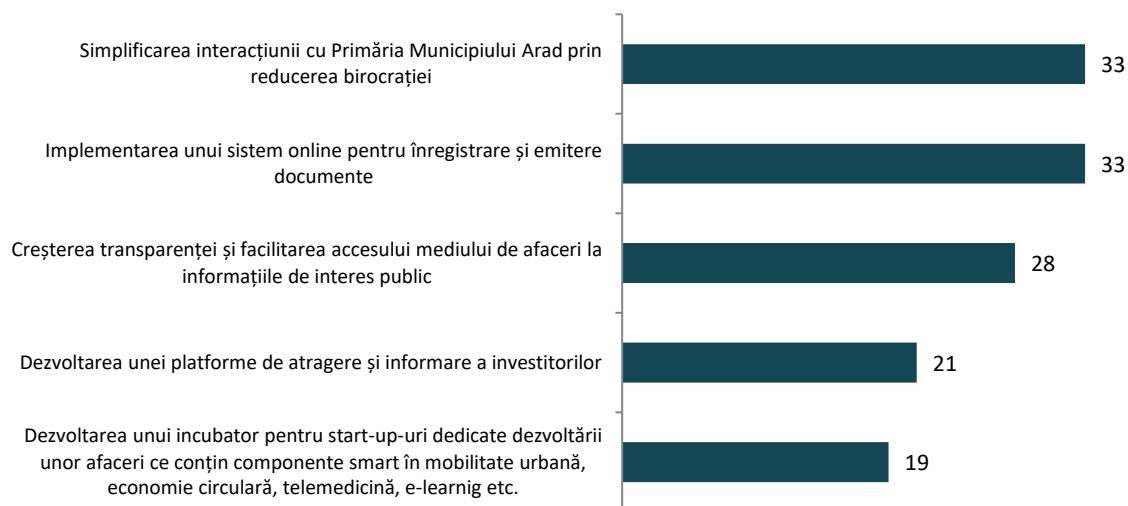 Simplificarea interacțiunii cu Primăria Municipiului Arad prin
reducerea birocrației
33
Implementarea unui sistem online pentru înregistrare și emitere
documente
33
Creșterea transparenței și facilitarea accesului mediului de afaceri la
informațiile de interes public
28
Dezvoltarea unei platforme de atragere și informare a investitorilor
21
Dezvoltarea unui incubator pentru start-up-uri dedicate dezvoltării
unor afaceri ce conțin componente smart în mobilitate urbană,
economie circulară, telemedicină, e-learnig etc.
19